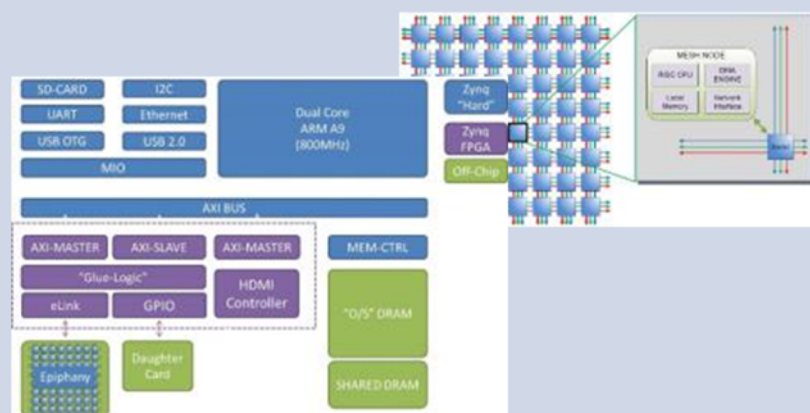 MESH NODE
RISC CPU
DMA
ENGINE
Local
Memory
Network
Interface
Router
SD-CARD
I2C
Dual Core
ARM A9
(800MHz)
Zynq
"Hard"
UART
Ethernet
USB OTG
USB 2.0
Zynq
FPGA
MIO
Off-Chip
AXI BUS
AXI-MASTER
AXI-SLAVE
AXI-MASTER
MEM-CTRL
"Glue-Logic"
HDMI
Controller
eLink
GPIO
"O/S" DRAM
Epiphany
Daughter
Card
SHARED DRAM